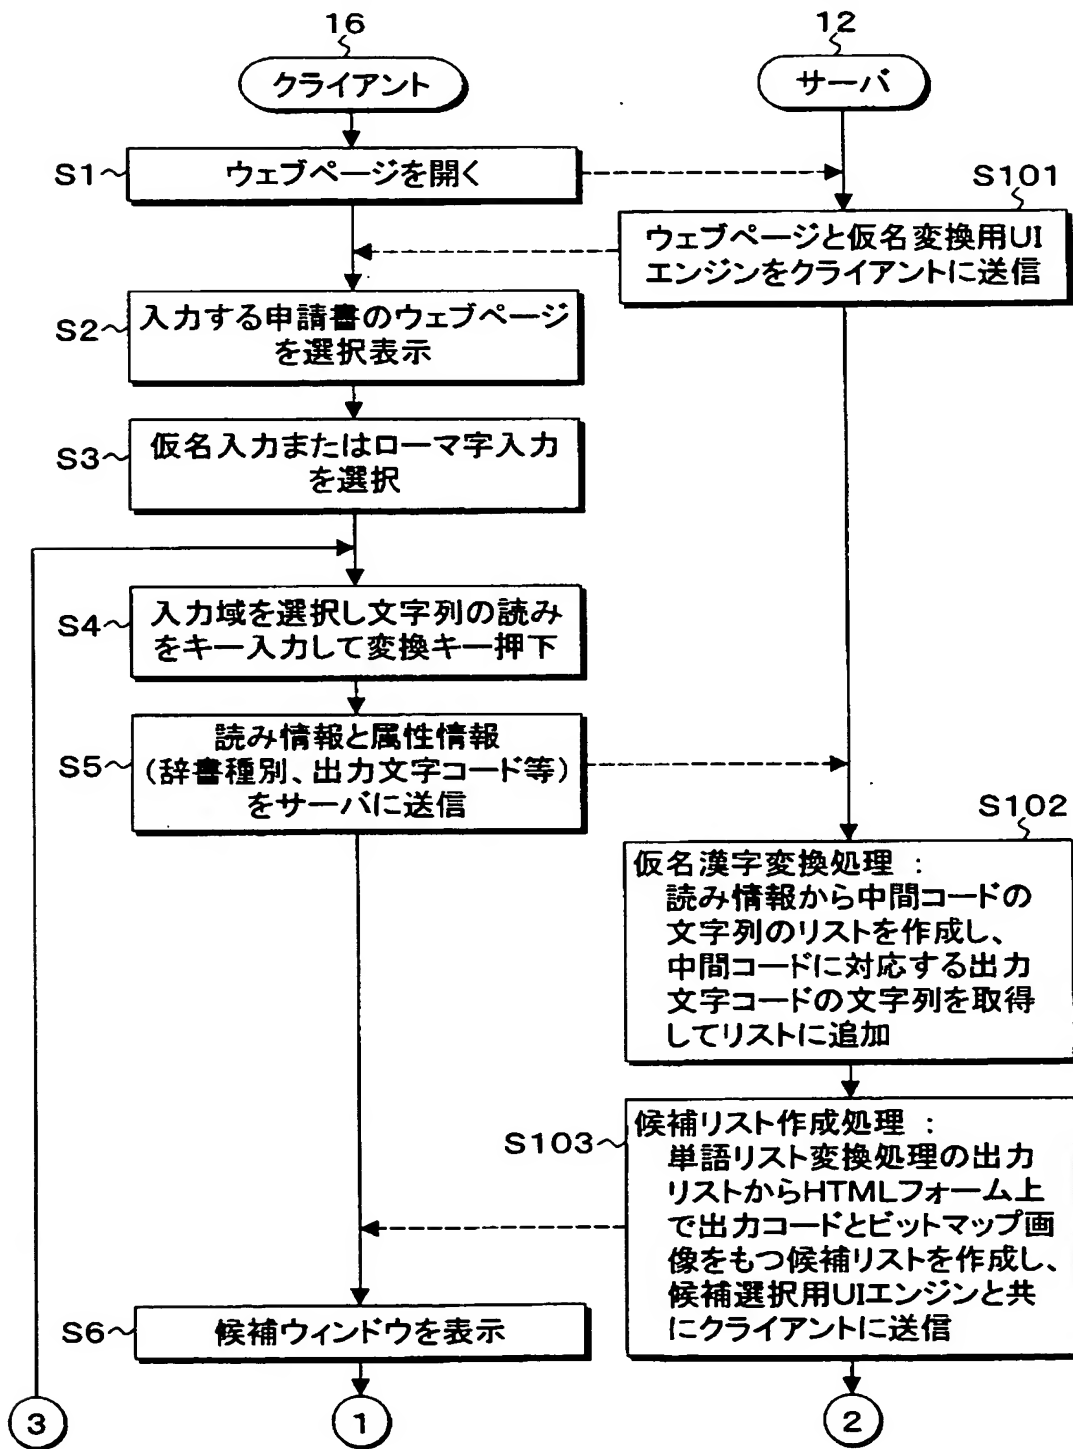 16
クライアント
12
サーバ
S1
ウェブページを開く
S101
ウェブページと仮名変換用UI
エンジンをクライアントに送信
S2
入力する申請書のウェブページ
を選択表示
S3
仮名入力またはローマ字入力
を選択
S4
入力域を選択し文字列の読み
をキー入力して変換キー押下
S5
読み情報と属性情報
(辞書種別、出力文字コード等)
をサーバに送信
S102
仮名漢字変換処理 :
読み情報から中間コードの
文字列のリストを作成し、
中間コードに対応する出力
文字コードの文字列を取得
してリストに追加
S103
候補リスト作成処理 :
単語リスト変換処理の出力
リストからHTMLフォーム上
で出力コードとビットマップ画
像をもつ候補リストを作成し、
候補選択用UIエンジンと共
にクライアントに送信
S6
候補ウィンドウを表示
3
1
2